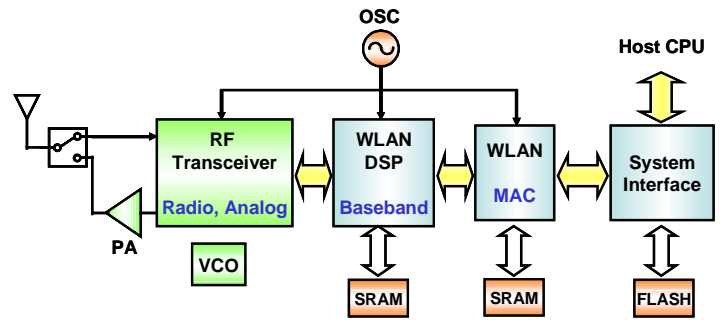 OSC
Host CPU
RF
Transceiver
Radio, Analog
WLAN
DSP
Baseband
WLAN
MAC
System
Interface
PA
VCO
SRAM
SRAM
FLASH